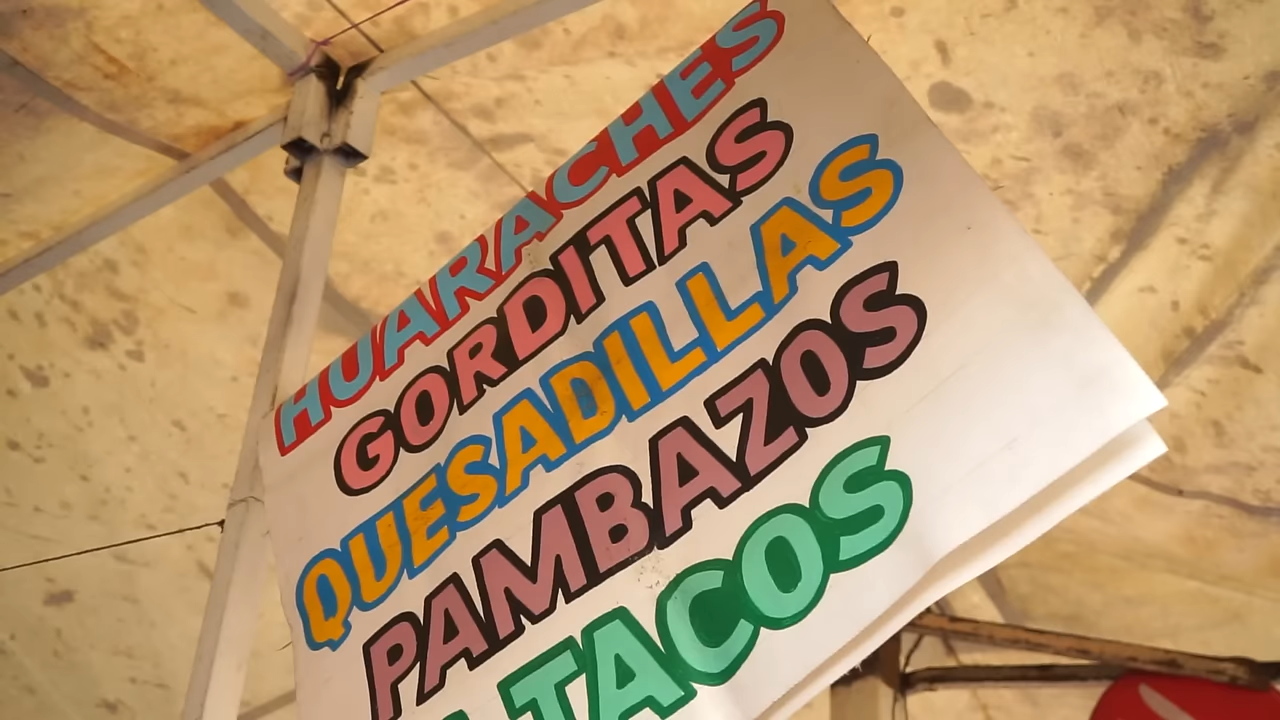 HUARACHES
GORDITAS
QUESADILLAS
PAMBAZOS
TACOS